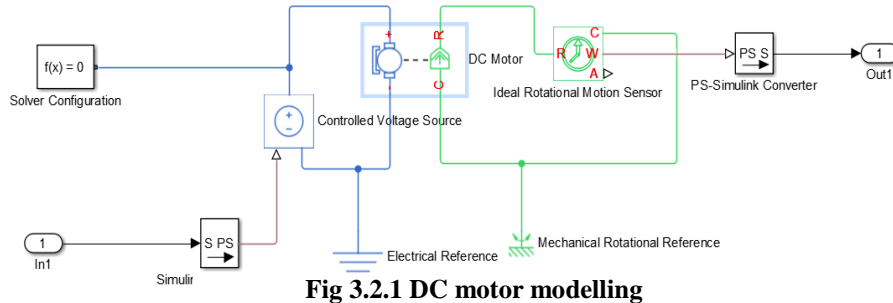 f(x) = 0
Solver Configuration
+
-
R
C
DC Motor
+
-
Controlled Voltage Source
R
C
W
A
Ideal Rotational Motion Sensor
PS S
PS-Simulink Converter
1
Out1
1
In1
S PS
Simulir
Electrical Reference
Mechanical Rotational Reference
Fig 3.2.1 DC motor modelling